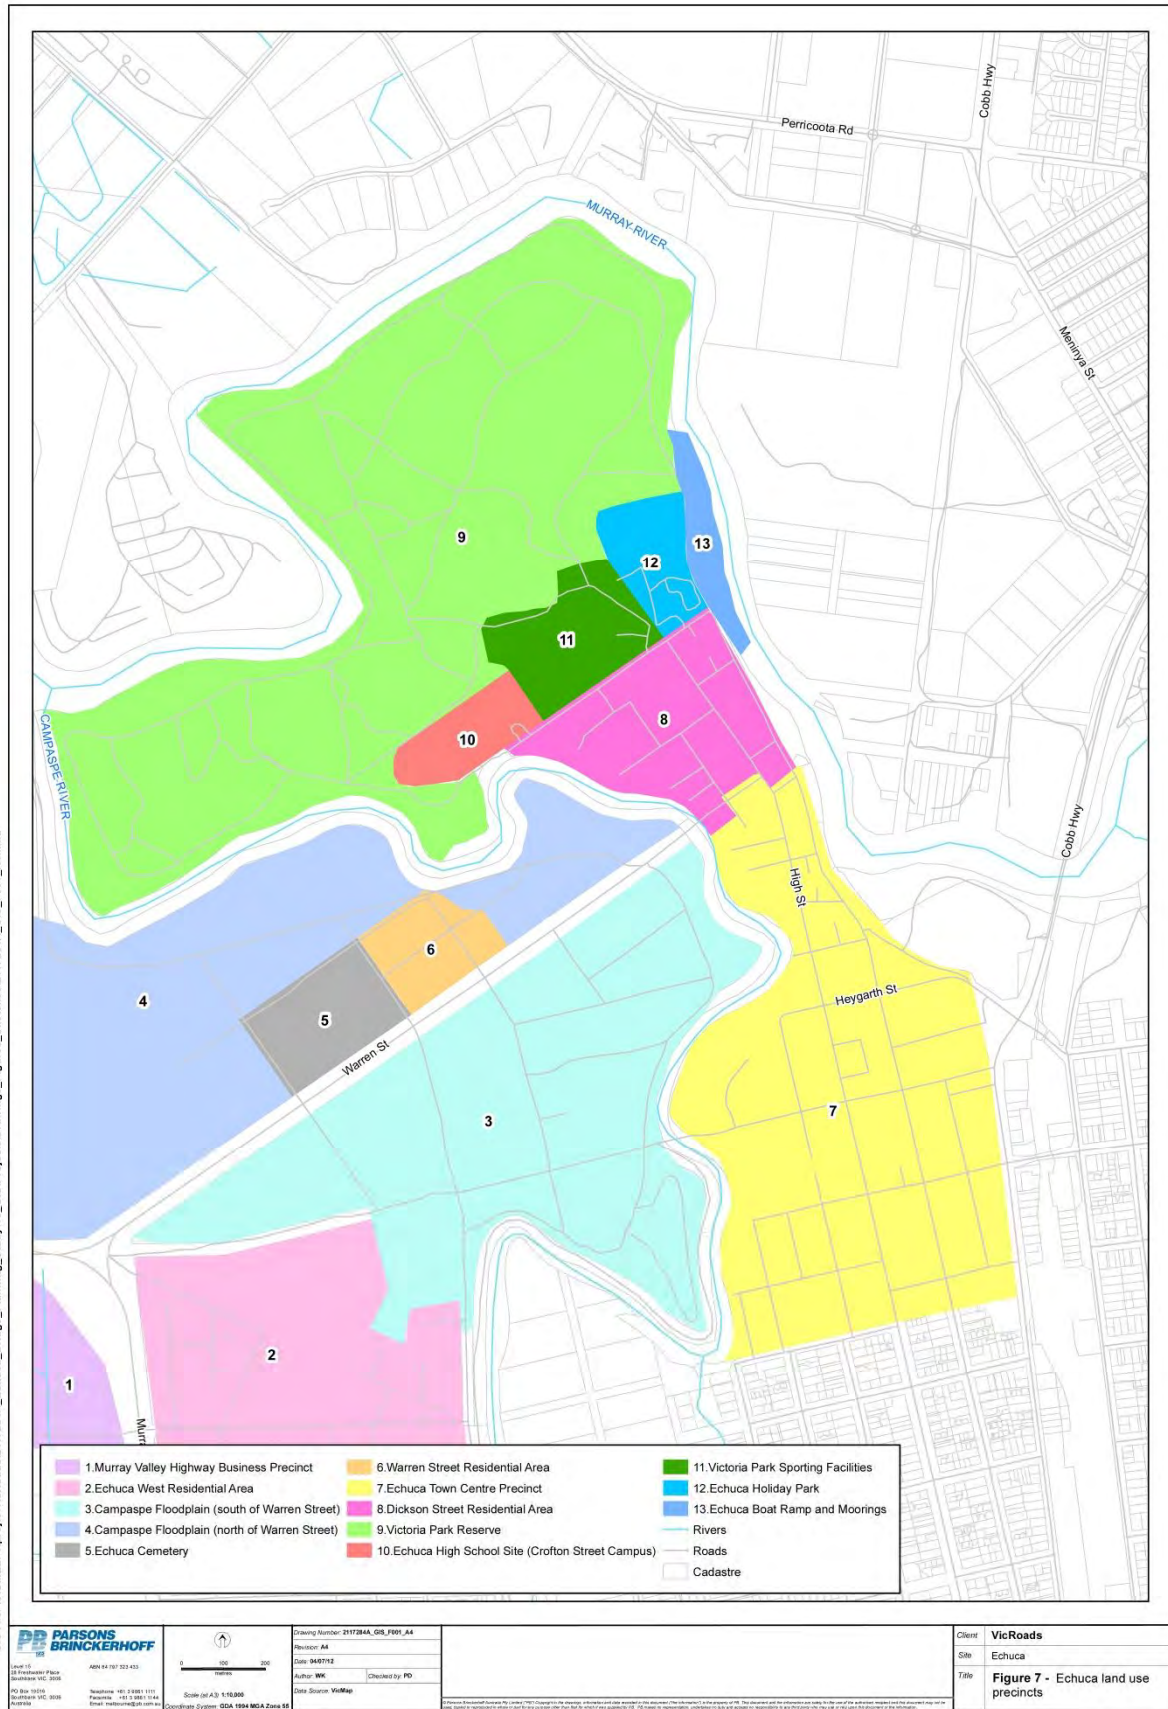 Cobb Hwy
Perricoota Rd
MURRAY RIVER
Meninya St
9
13
12
11
8
10
CAMPASPE RIVER
Cobb Hwy
High St
6
4
Heygarth St
5
Warren St
7
3
2
1
Murra
1.Murray Valley Highway Business Precinct
2.Echuca West Residential Area
3.Campaspe Floodplain (south of Warren Street)
4.Campaspe Floodplain (north of Warren Street)
5.Echuca Cemetery
6.Warren Street Residential Area
7.Echuca Town Centre Precinct
8.Dickson Street Residential Area
9.Victoria Park Reserve
10.Echuca High School Site (Crofton Street Campus)
11.Victoria Park Sporting Facilities
12.Echuca Holiday Park
13.Echuca Boat Ramp and Moorings
Rivers
Roads
Cadastre
PB PARSONS
BRINCKERHOFF
0 100 200
metres
Scale (at A3) 1:10,000
Coordinate System: GDA 1994 MGA Zone 55
Drawing Number: 2117284A_GIS_F001_A4
Revision: A4
Date: 04/07/12
Author: WK Checked by: PD
Data Source: VicMap
Client VicRoads
Site Echuca
Title Figure 7 - Echuca land use
precincts